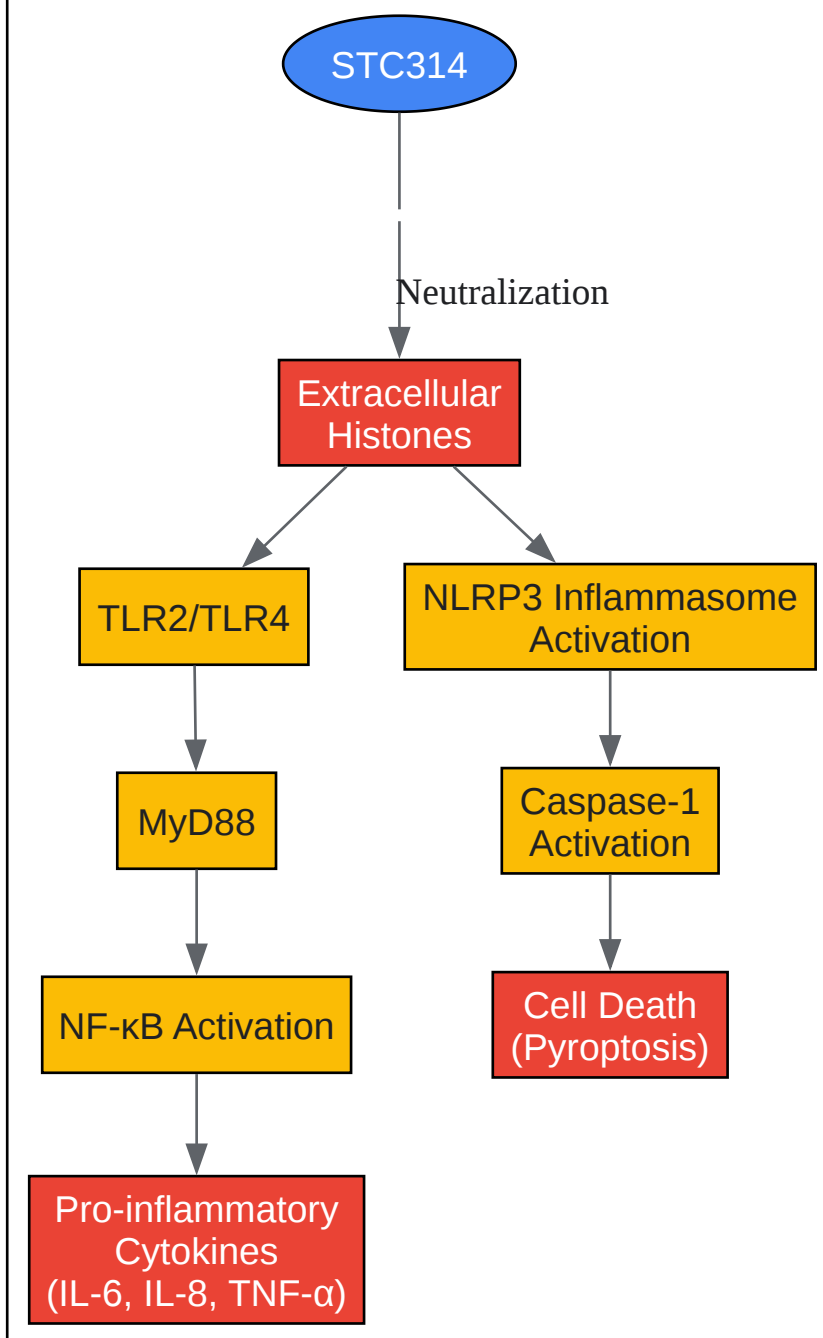 STC314
Neutralization
Extracellular
Histones
TLR2/TLR4
NLRP3 Inflammasome
Activation
MyD88
Caspase-1
Activation
NF-κB Activation
Cell Death
(Pyroptosis)
Pro-inflammatory
Cytokines
(IL-6, IL-8, TNF-α)